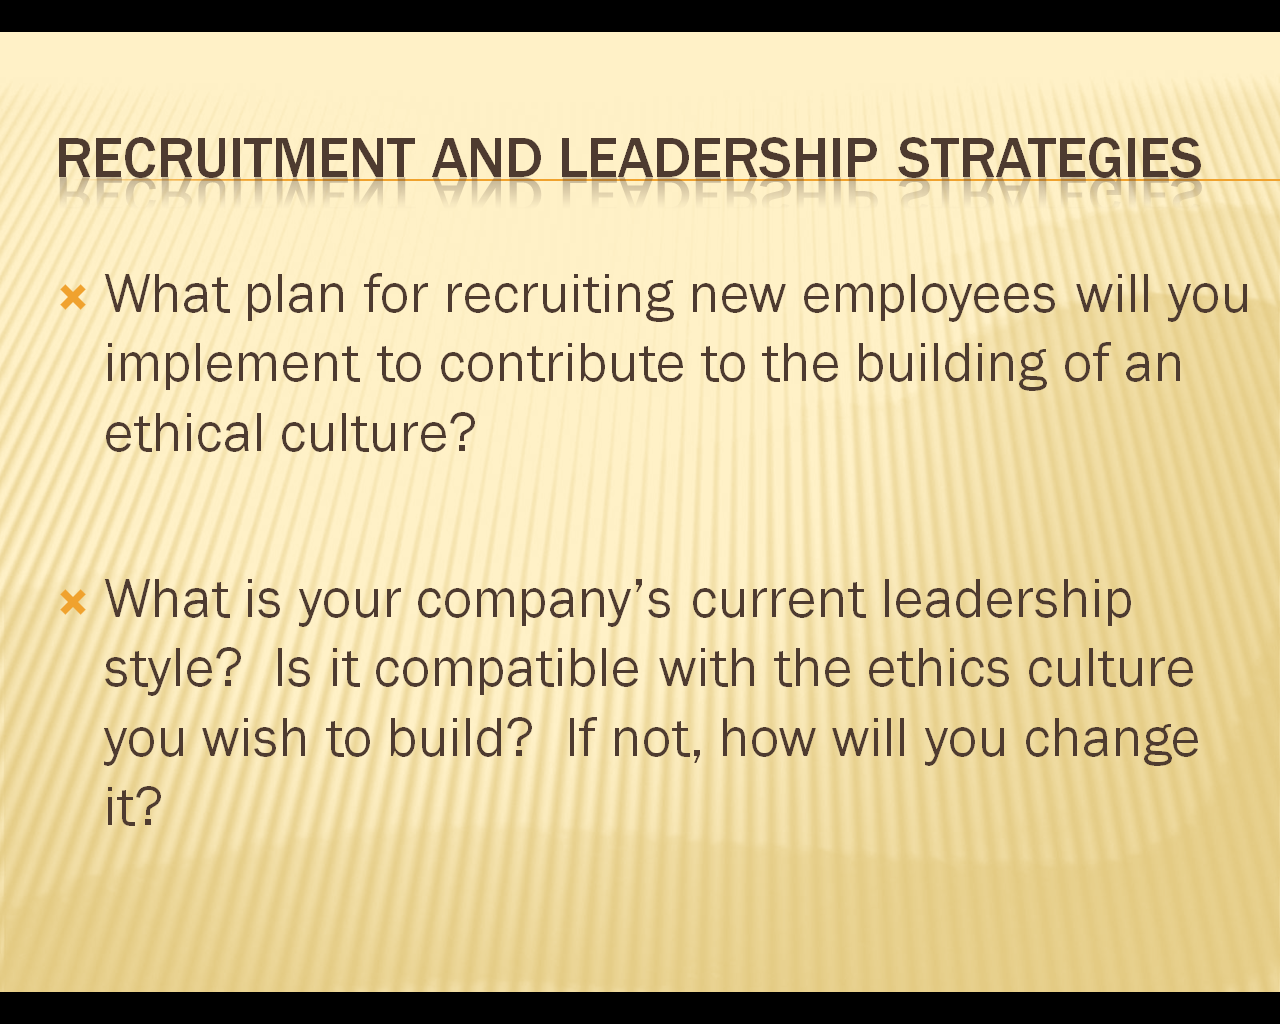 RECRUITMENT AND LEADERSHIP STRATEGIES
What plan for recruiting new employees will you
implement to contribute to the building of an
ethical culture?
What is your company’s current leadership
style?  Is it compatible with the ethics culture
you wish to build?  If not, how will you change
it?